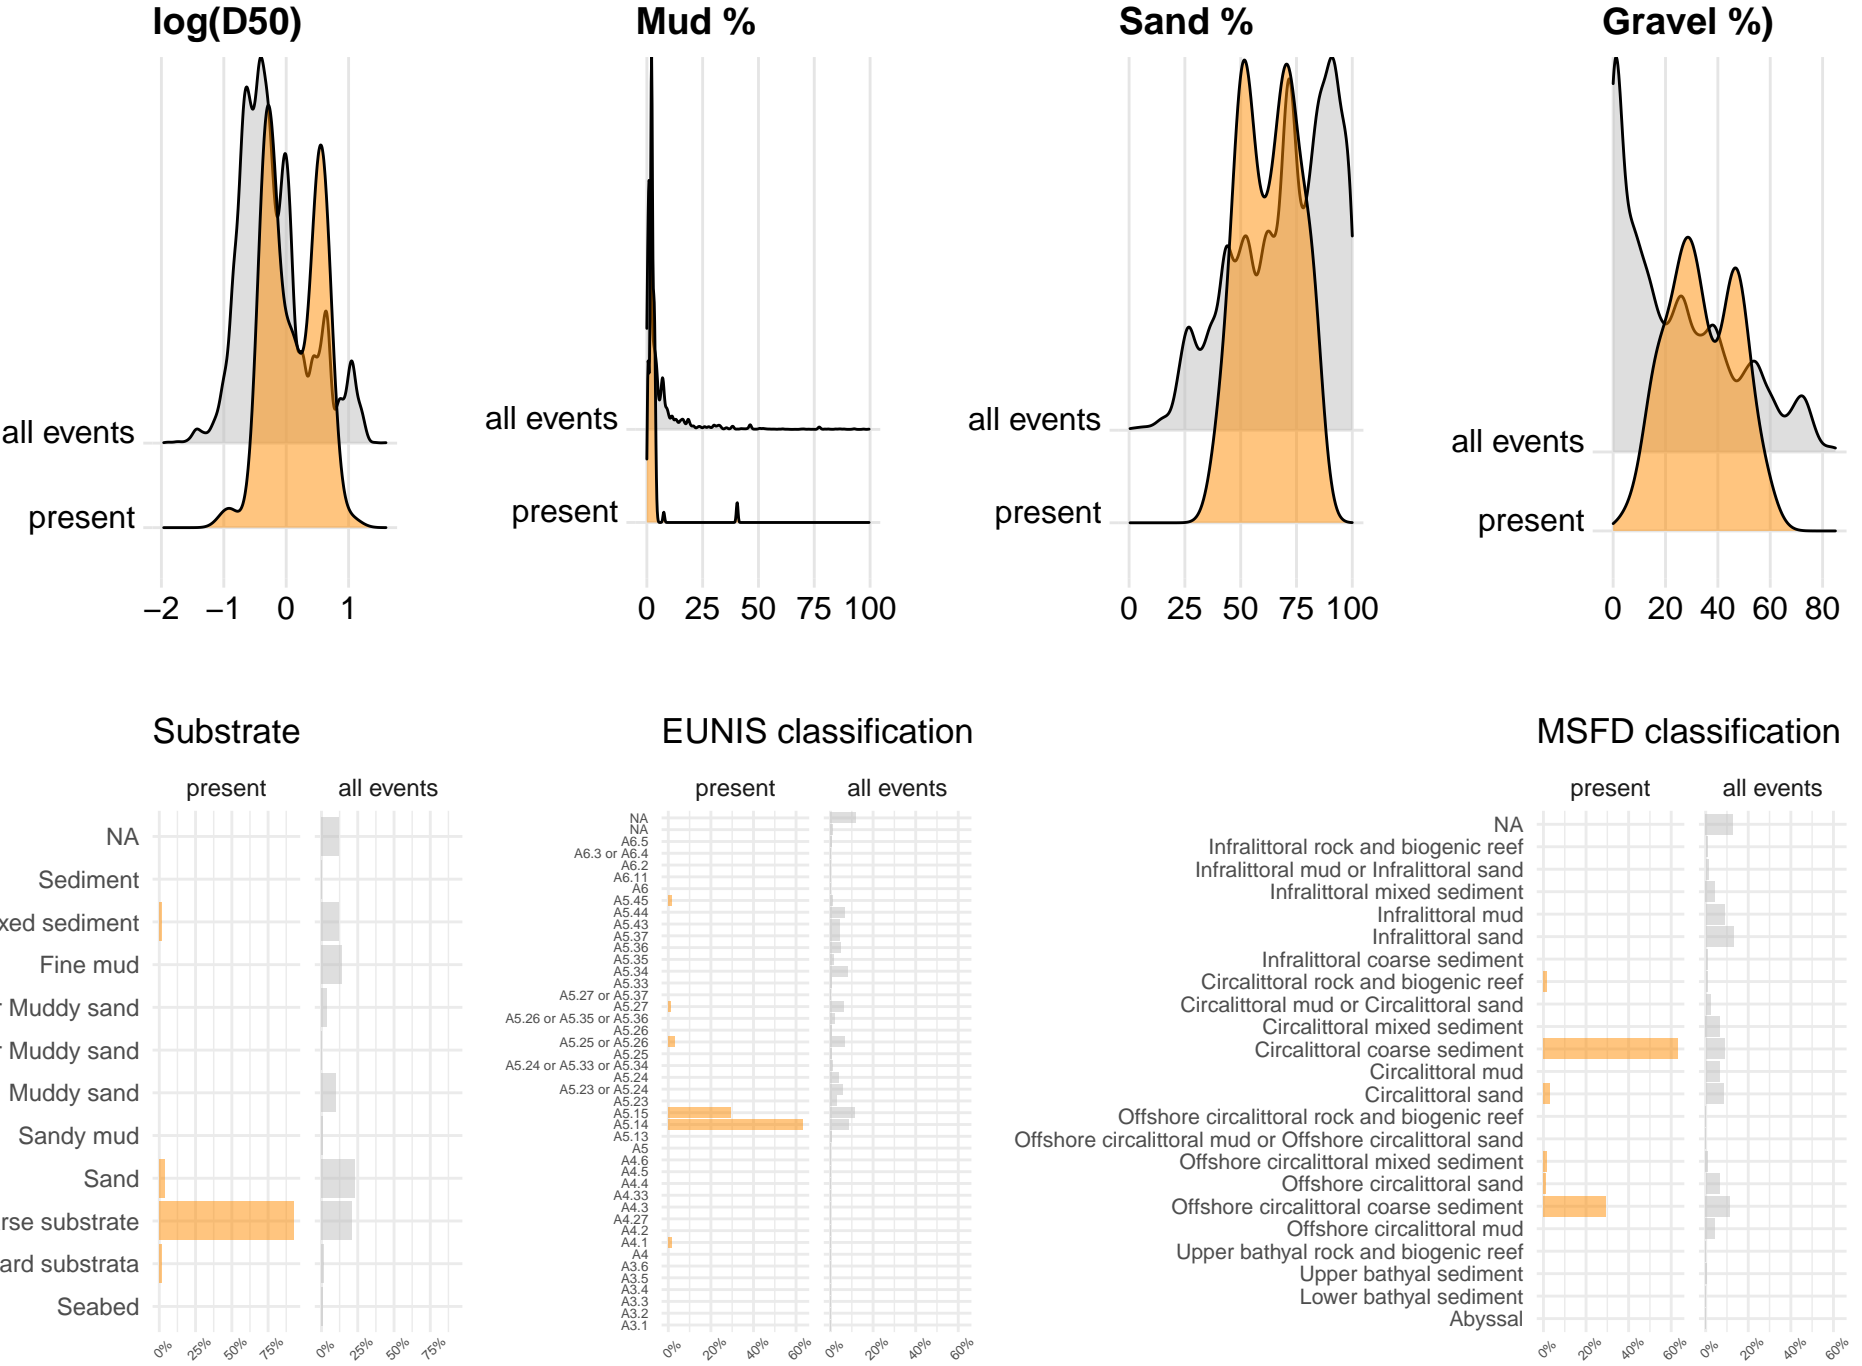 log(D50)
Mud %
Sand %
Gravel %)
all events
all events
all events
all events
present
present
present
present
−2 −1 0 1
0 25 50 75 100
0 25 50 75 100
0 20 40 60 80
Substrate
present
all events
NA
Sediment
xed sediment
Fine mud
r Muddy sand
r Muddy sand
Muddy sand
Sandy mud
Sand
rse substrate
ard substrata
Seabed
0% 25% 50% 75%
0% 25% 50% 75%
EUNIS classification
present
all events
NA
NA
A6.5
A6.3 or A6.4
A6.2
A6.11
A6
A5.45
A5.44
A5.43
A5.37
A5.36
A5.35
A5.34
A5.33
A5.27 or A5.37
A5.27
A5.26 or A5.35 or A5.36
A5.26
A5.25 or A5.26
A5.25
A5.24 or A5.33 or A5.34
A5.24
A5.23 or A5.24
A5.23
A5.15
A5.14
A5.13
A5
A4.6
A4.5
A4.4
A4.33
A4.3
A4.27
A4.2
A4.1
A4
A3.6
A3.5
A3.4
A3.3
A3.2
A3.1
0% 20% 40% 60%
0% 20% 40% 60%
MSFD classification
present
all events
NA
Infralittoral rock and biogenic reef
Infralittoral mud or Infralittoral sand
Infralittoral mixed sediment
Infralittoral mud
Infralittoral sand
Infralittoral coarse sediment
Circalittoral rock and biogenic reef
Circalittoral mud or Circalittoral sand
Circalittoral mixed sediment
Circalittoral coarse sediment
Circalittoral mud
Circalittoral sand
Offshore circalittoral rock and biogenic reef
Offshore circalittoral mud or Offshore circalittoral sand
Offshore circalittoral mixed sediment
Offshore circalittoral sand
Offshore circalittoral coarse sediment
Offshore circalittoral mud
Upper bathyal rock and biogenic reef
Upper bathyal sediment
Lower bathyal sediment
Abyssal
0% 20% 40% 60%
0% 20% 40% 60%